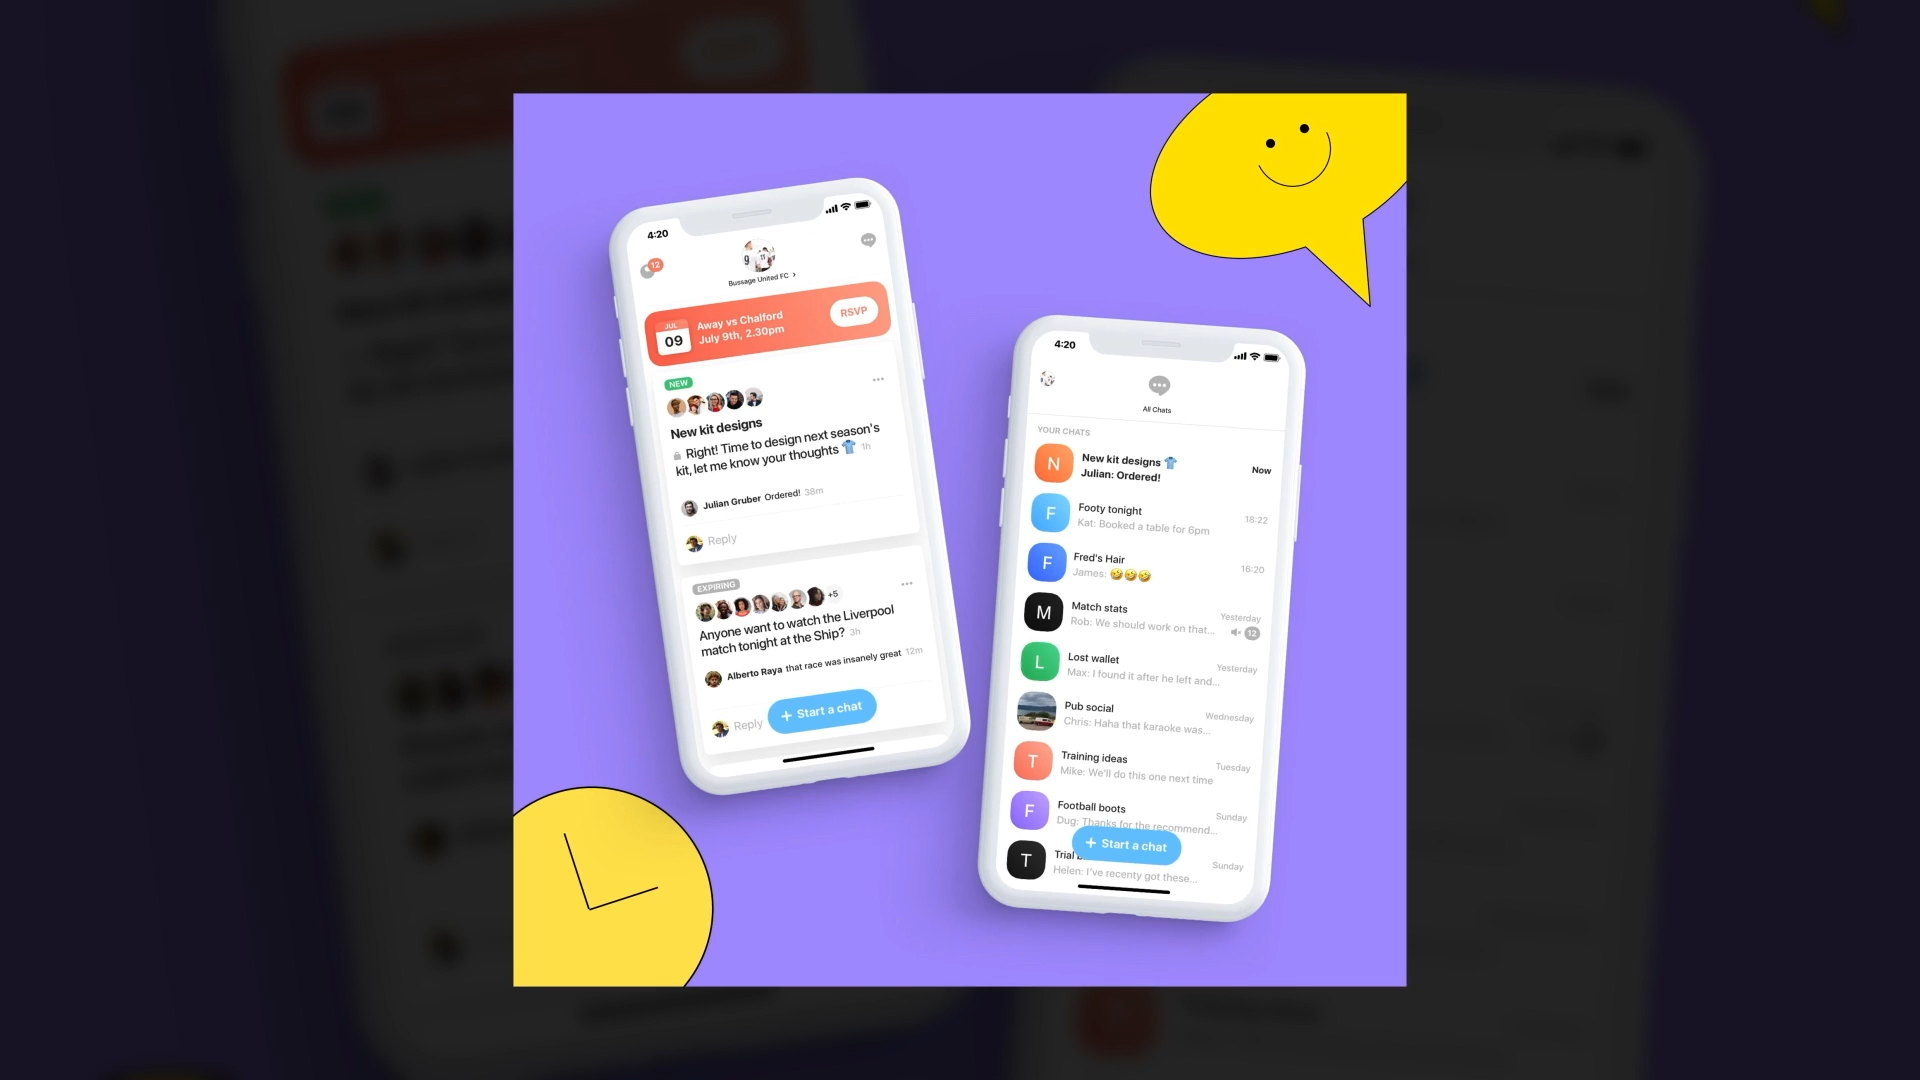 4:20
12
9
11
Bussage United FC
JUL
09
Away vs Chalford
July 9th, 2.30pm
RSVP
NEW
New kit designs
Right! Time to design next season's
kit, let me know your thoughts 👕 1h
Julian Gruber Ordered! 38m
Reply
EXPIRING
+5
Anyone want to watch the Liverpool
match tonight at the Ship? 3h
Alberto Raya that race was insanely great 12m
Reply
+ Start a chat
4:20
All Chats
YOUR CHATS
N
New kit designs 👕
Julian: Ordered!
Now
F
Footy tonight
Kat: Booked a table for 6pm
18:22
F
Fred's Hair
James: 🤣🤣🤣
16:20
M
Match stats
Rob: We should work on that...
Yesterday
12
L
Lost wallet
Max: I found it after he left and...
Yesterday
Pub social
Chris: Haha that karaoke was...
Wednesday
T
Training ideas
Mike: We'll do this one next time
Tuesday
F
Football boots
Dug: Thanks for the recommend...
Sunday
+ Start a chat
T
Trial
Helen: I've recenty got these...
Sunday